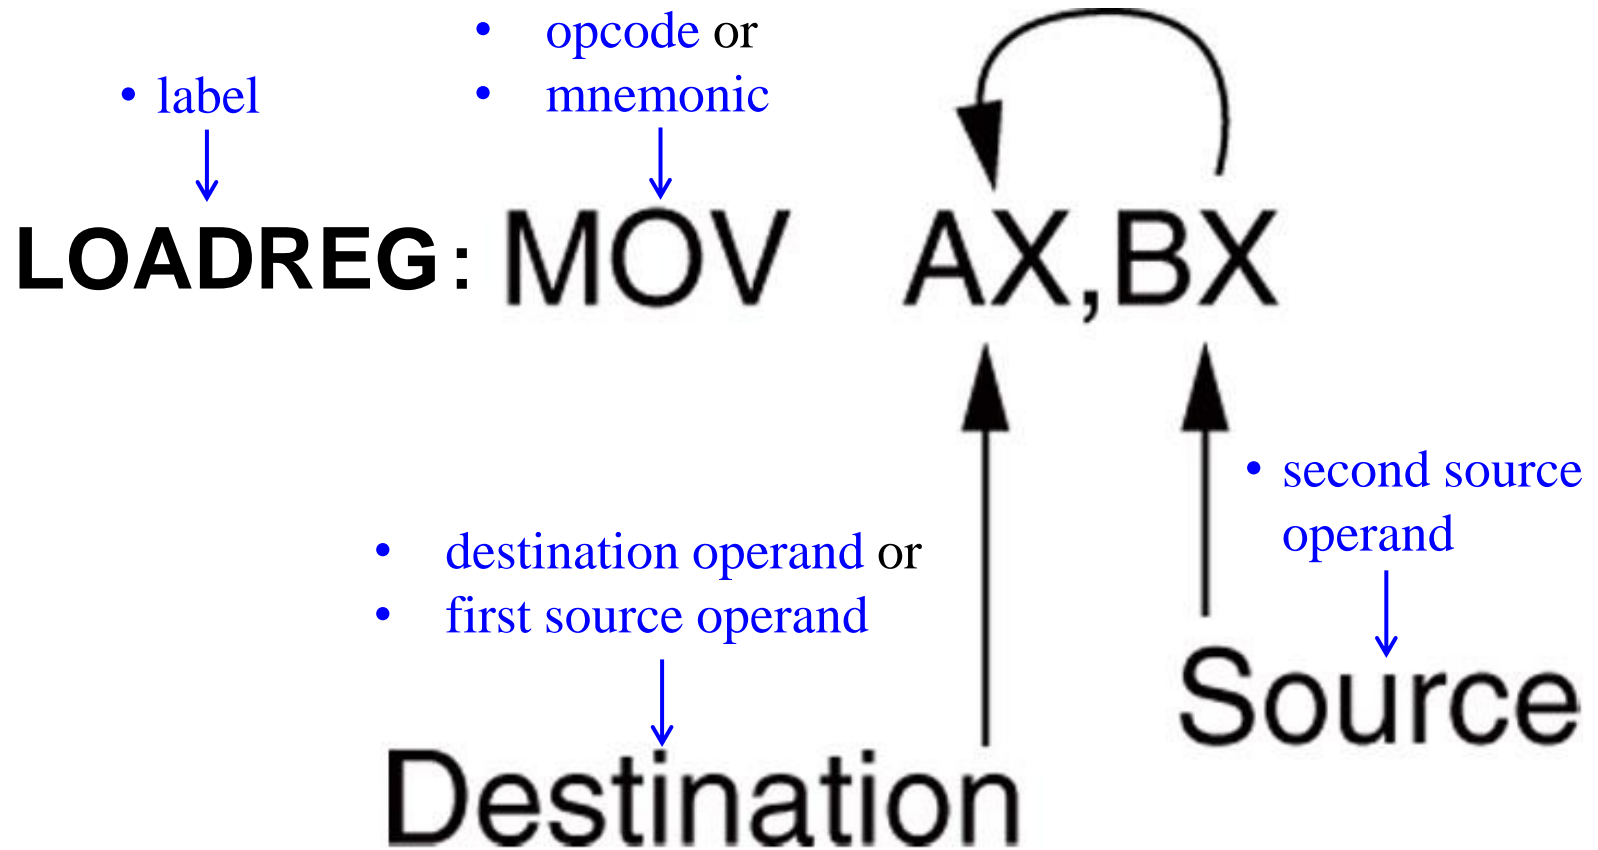 • opcode or
• mnemonic
• label
LOADREG: MOV AX,BX
• second source
operand
• destination operand or
• first source operand
Source
Destination